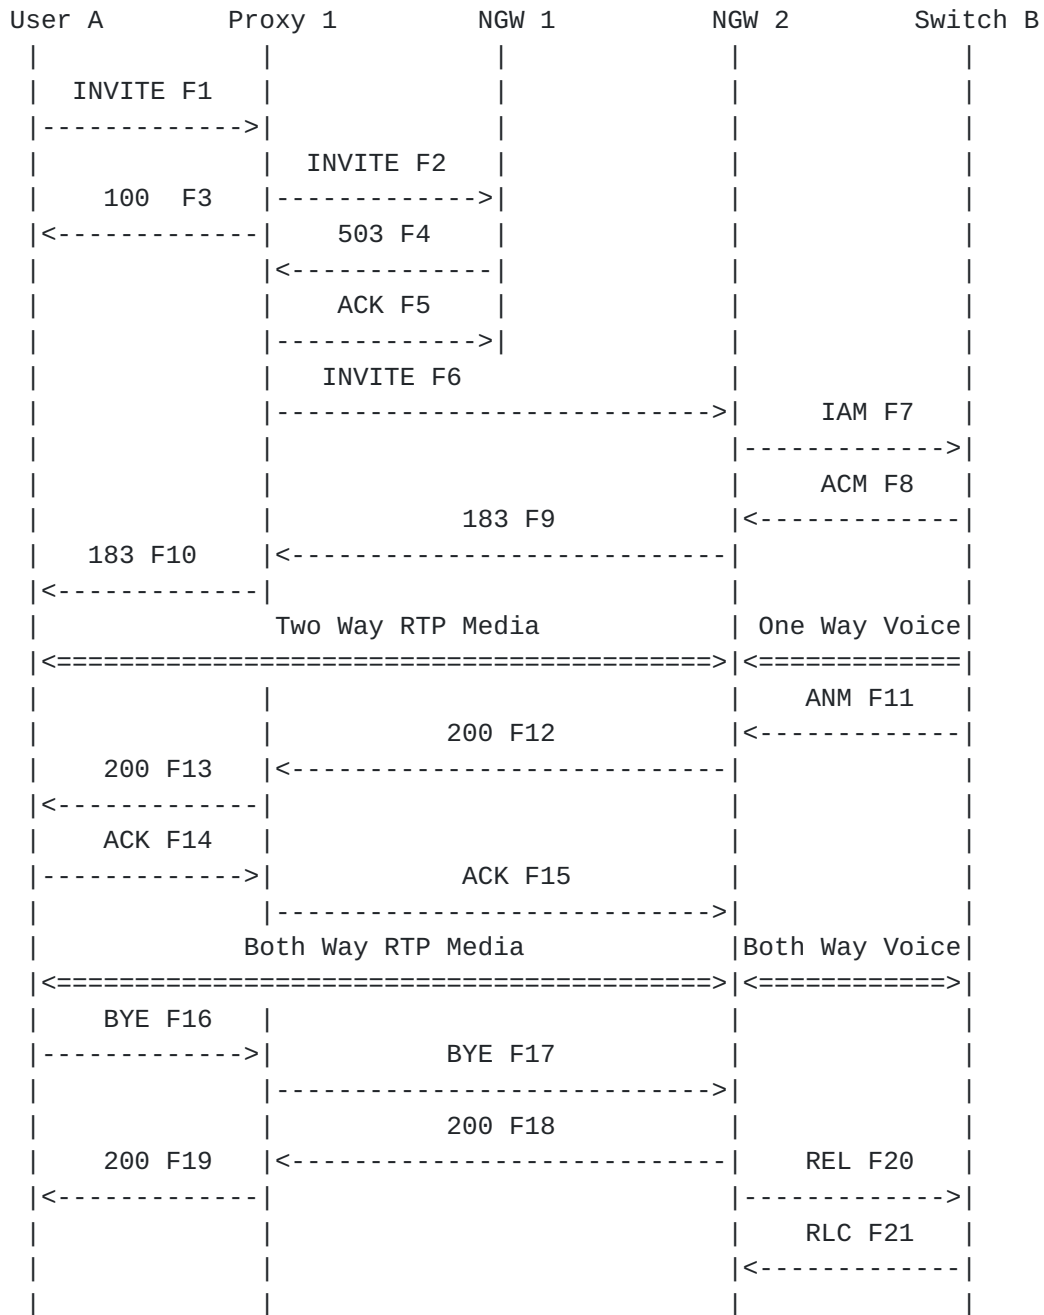 User A Proxy 1 NGW 1 NGW 2 Switch B
INVITE F1
INVITE F2
100 F3
503 F4
ACK F5
INVITE F6
IAM F7
ACM F8
183 F9
183 F10
Two Way RTP Media One Way Voice
ANM F11
200 F12
200 F13
ACK F14
ACK F15
Both Way RTP Media Both Way Voice
BYE F16
BYE F17
200 F18
200 F19 REL F20
RLC F21